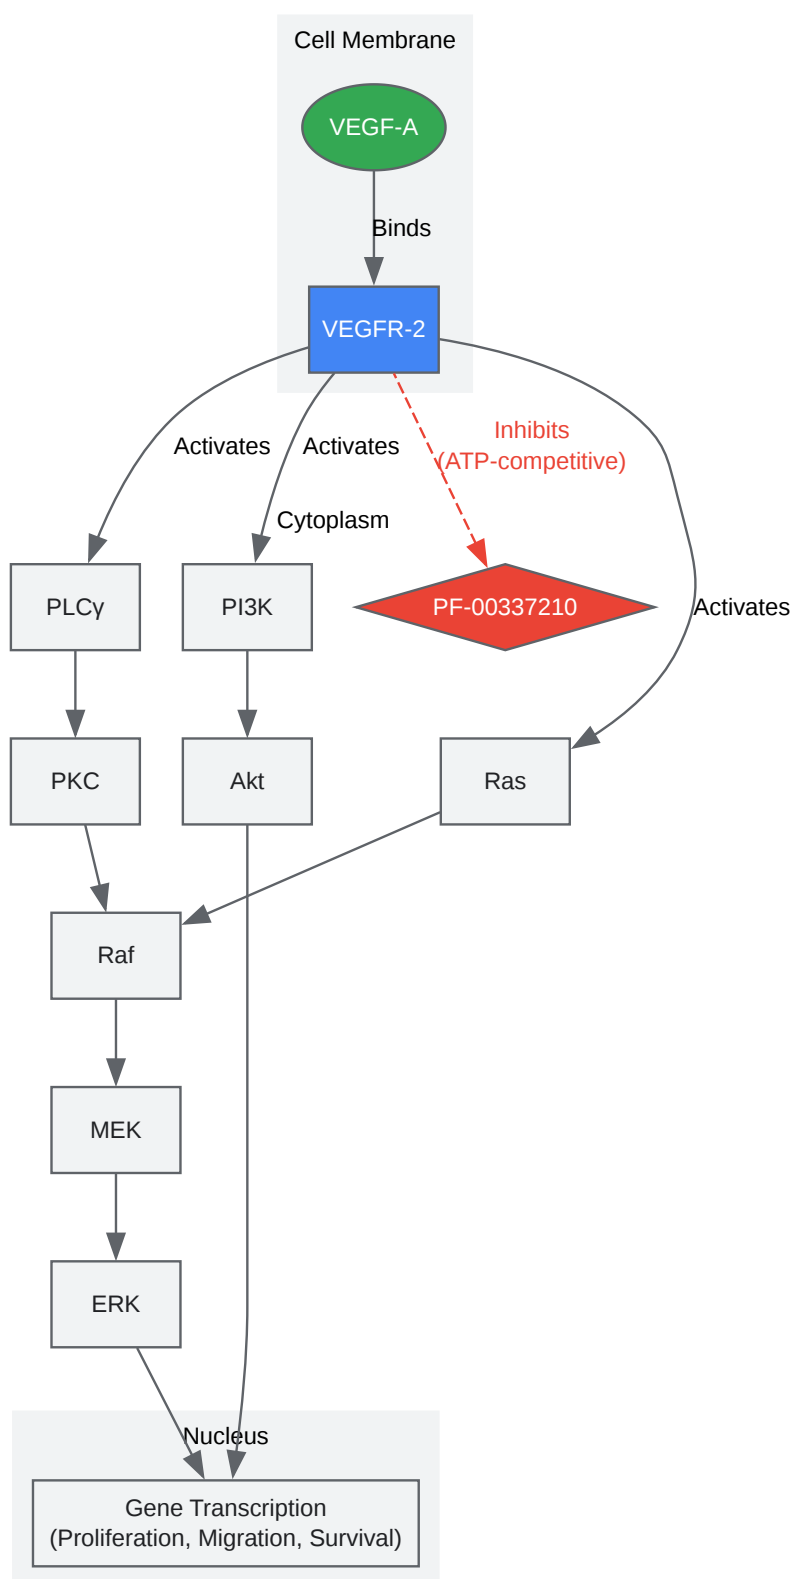 Cell Membrane
VEGF-A
Binds
VEGFR-2
Activates
Activates
Inhibits
(ATP-competitive)
Cytoplasm
PLCγ
PI3K
PF-00337210
Activates
PKC
Akt
Ras
Raf
MEK
ERK
Nucleus
Gene Transcription
(Proliferation, Migration, Survival)